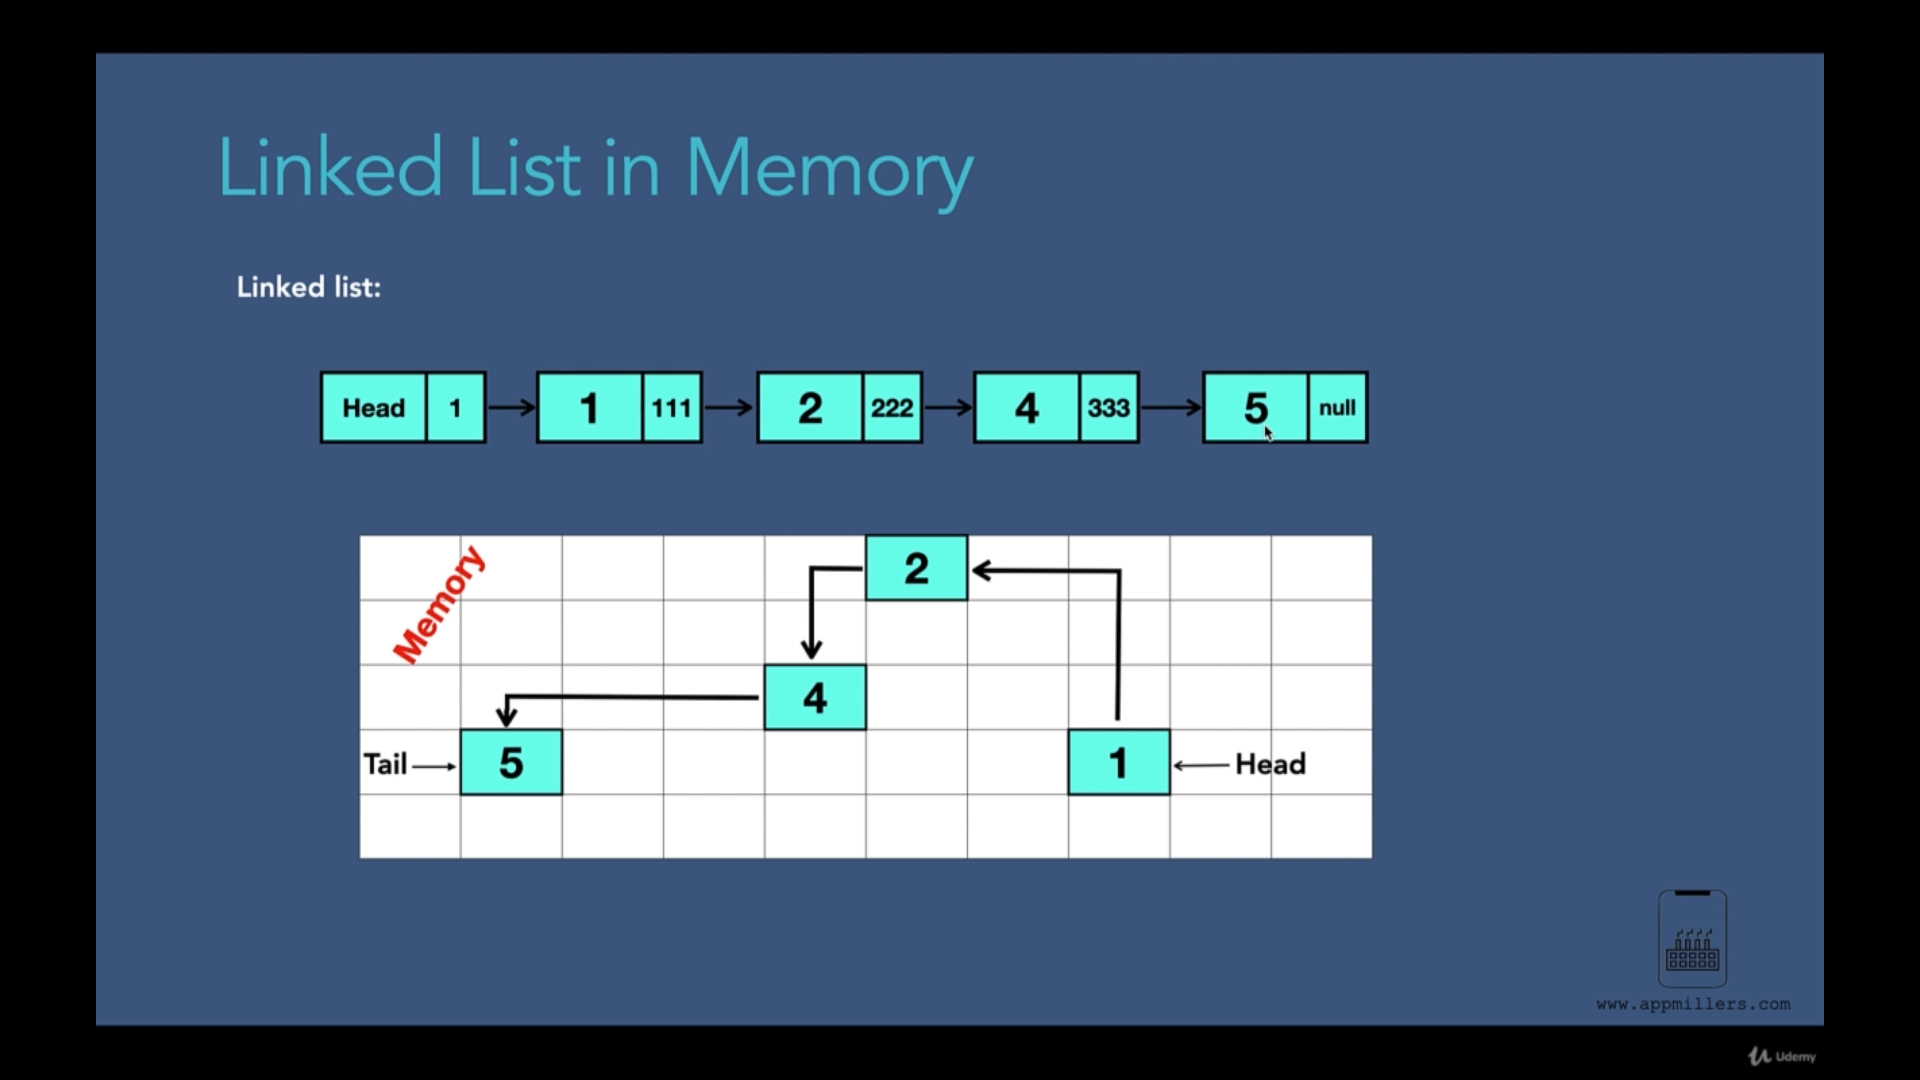 Linked List in Memory
Linked list:
Head 1 1 111 2 222 4 333 5 null
Memory
2
4
Tail 5 1 Head
www.appmillers.com
Udemy